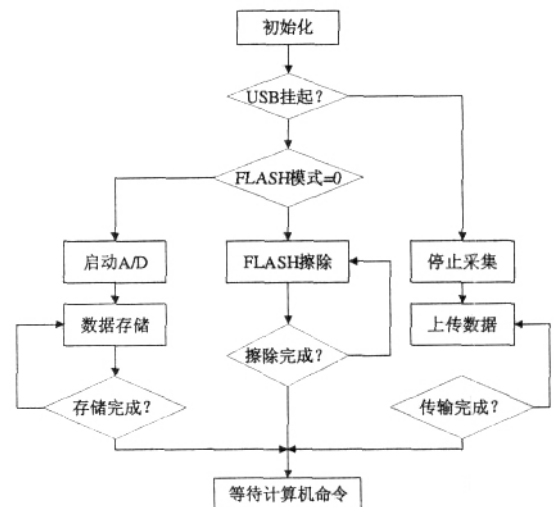 初始化
USB挂起？
FLASH模式=0
启动A/D
FLASH擦除
停止采集
数据存储
上传数据
擦除完成？
存储完成？
传输完成？
等待计算机命令